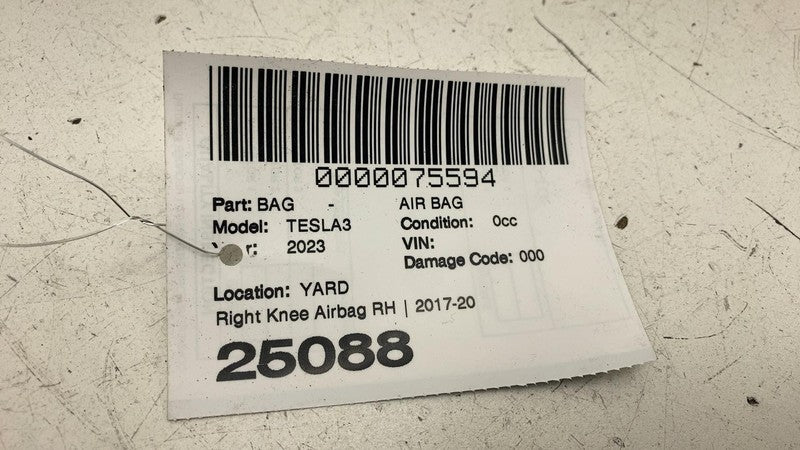 0000075594
Part: BAG - AIR BAG
Model: TESLA3 Condition: 0cc
2023 VIN:
Damage Code: 000
Location: YARD
Right Knee Airbag RH | 2017-20
25088